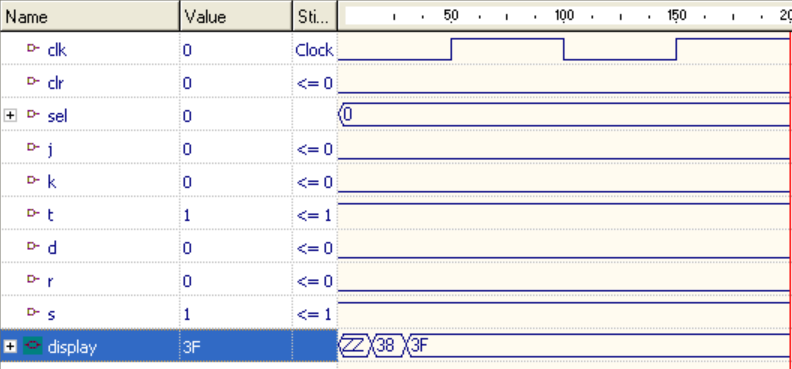 Name Value Sti... 50 100 150 20
clk 0 Clock
clr 0 <= 0
sel 0 0
j 0 <= 0
k 0 <= 0
t 1 <= 1
d 0 <= 0
r 0 <= 0
s 1 <= 1
display 3F ZZ 38 3F